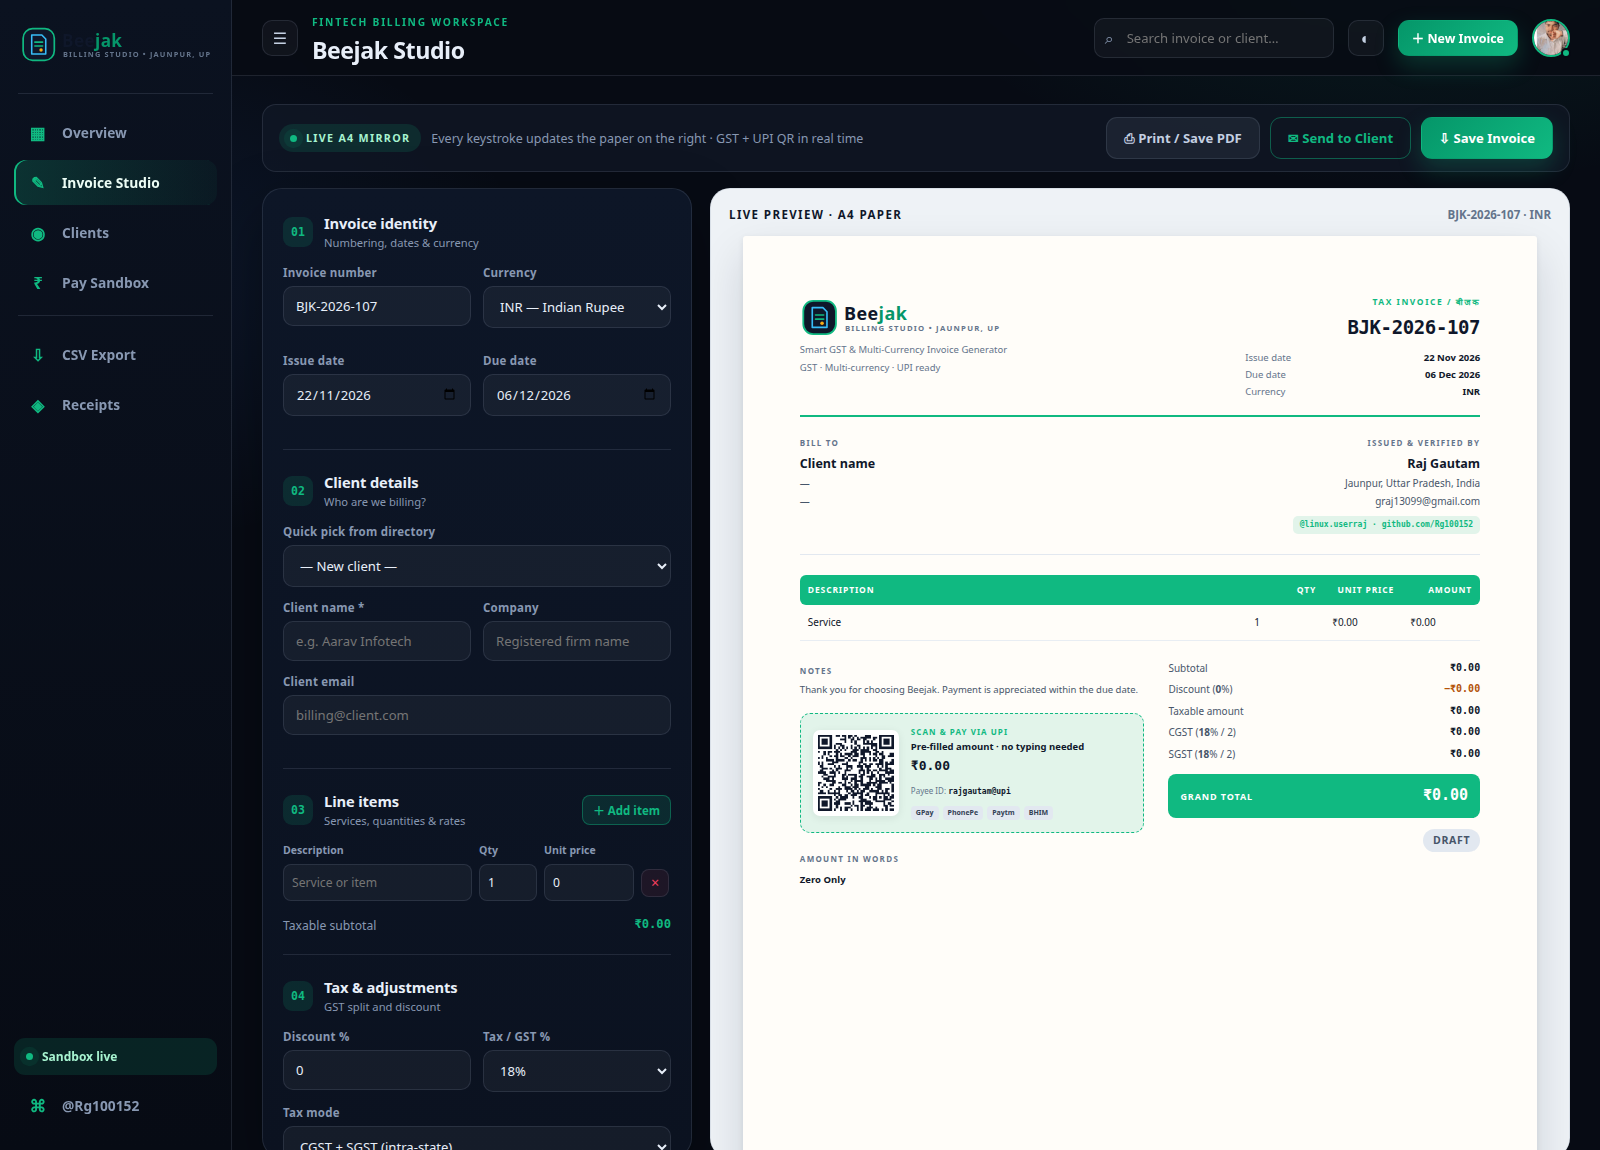 Beejak
BILLING STUDIO • JAUNPUR, UP
Overview
Invoice Studio
Clients
₹ Pay Sandbox
CSV Export
Receipts
Sandbox live
⌘ @Rg100152
FINTECH BILLING WORKSPACE
Beejak Studio
Search invoice or client...
+ New Invoice
LIVE A4 MIRROR
Every keystroke updates the paper on the right · GST + UPI QR in real time
Print / Save PDF
Send to Client
Save Invoice
01
Invoice identity
Numbering, dates & currency
Invoice number
Currency
BJK-2026-107
INR — Indian Rupee
Issue date
Due date
22/11/2026
06/12/2026
02
Client details
Who are we billing?
Quick pick from directory
— New client —
Client name *
Company
e.g. Aarav Infotech
Registered firm name
Client email
billing@client.com
03
Line items
Services, quantities & rates
+ Add item
Description
Qty
Unit price
Service or item
1
0
×
Taxable subtotal
₹0.00
04
Tax & adjustments
GST split and discount
Discount %
Tax / GST %
0
18%
Tax mode
CGST + SGST (intra-state)
LIVE PREVIEW · A4 PAPER
BJK-2026-107 · INR
Beejak
BILLING STUDIO • JAUNPUR, UP
Smart GST & Multi-Currency Invoice Generator
GST · Multi-currency · UPI ready
TAX INVOICE / बीजक
BJK-2026-107
Issue date 22 Nov 2026
Due date 06 Dec 2026
Currency INR
BILL TO
Client name
—
—
ISSUED & VERIFIED BY
Raj Gautam
Jaunpur, Uttar Pradesh, India
graj13099@gmail.com
@linux.userraj · github.com/Rg100152
DESCRIPTION QTY UNIT PRICE AMOUNT
Service 1 ₹0.00 ₹0.00
NOTES
Thank you for choosing Beejak. Payment is appreciated within the due date.
SCAN & PAY VIA UPI
Pre-filled amount · no typing needed
₹0.00
Payee ID: rajgautam@upi
GPay PhonePe Paytm BHIM
AMOUNT IN WORDS
Zero Only
Subtotal ₹0.00
Discount (0%) −₹0.00
Taxable amount ₹0.00
CGST (18% / 2) ₹0.00
SGST (18% / 2) ₹0.00
GRAND TOTAL ₹0.00
DRAFT